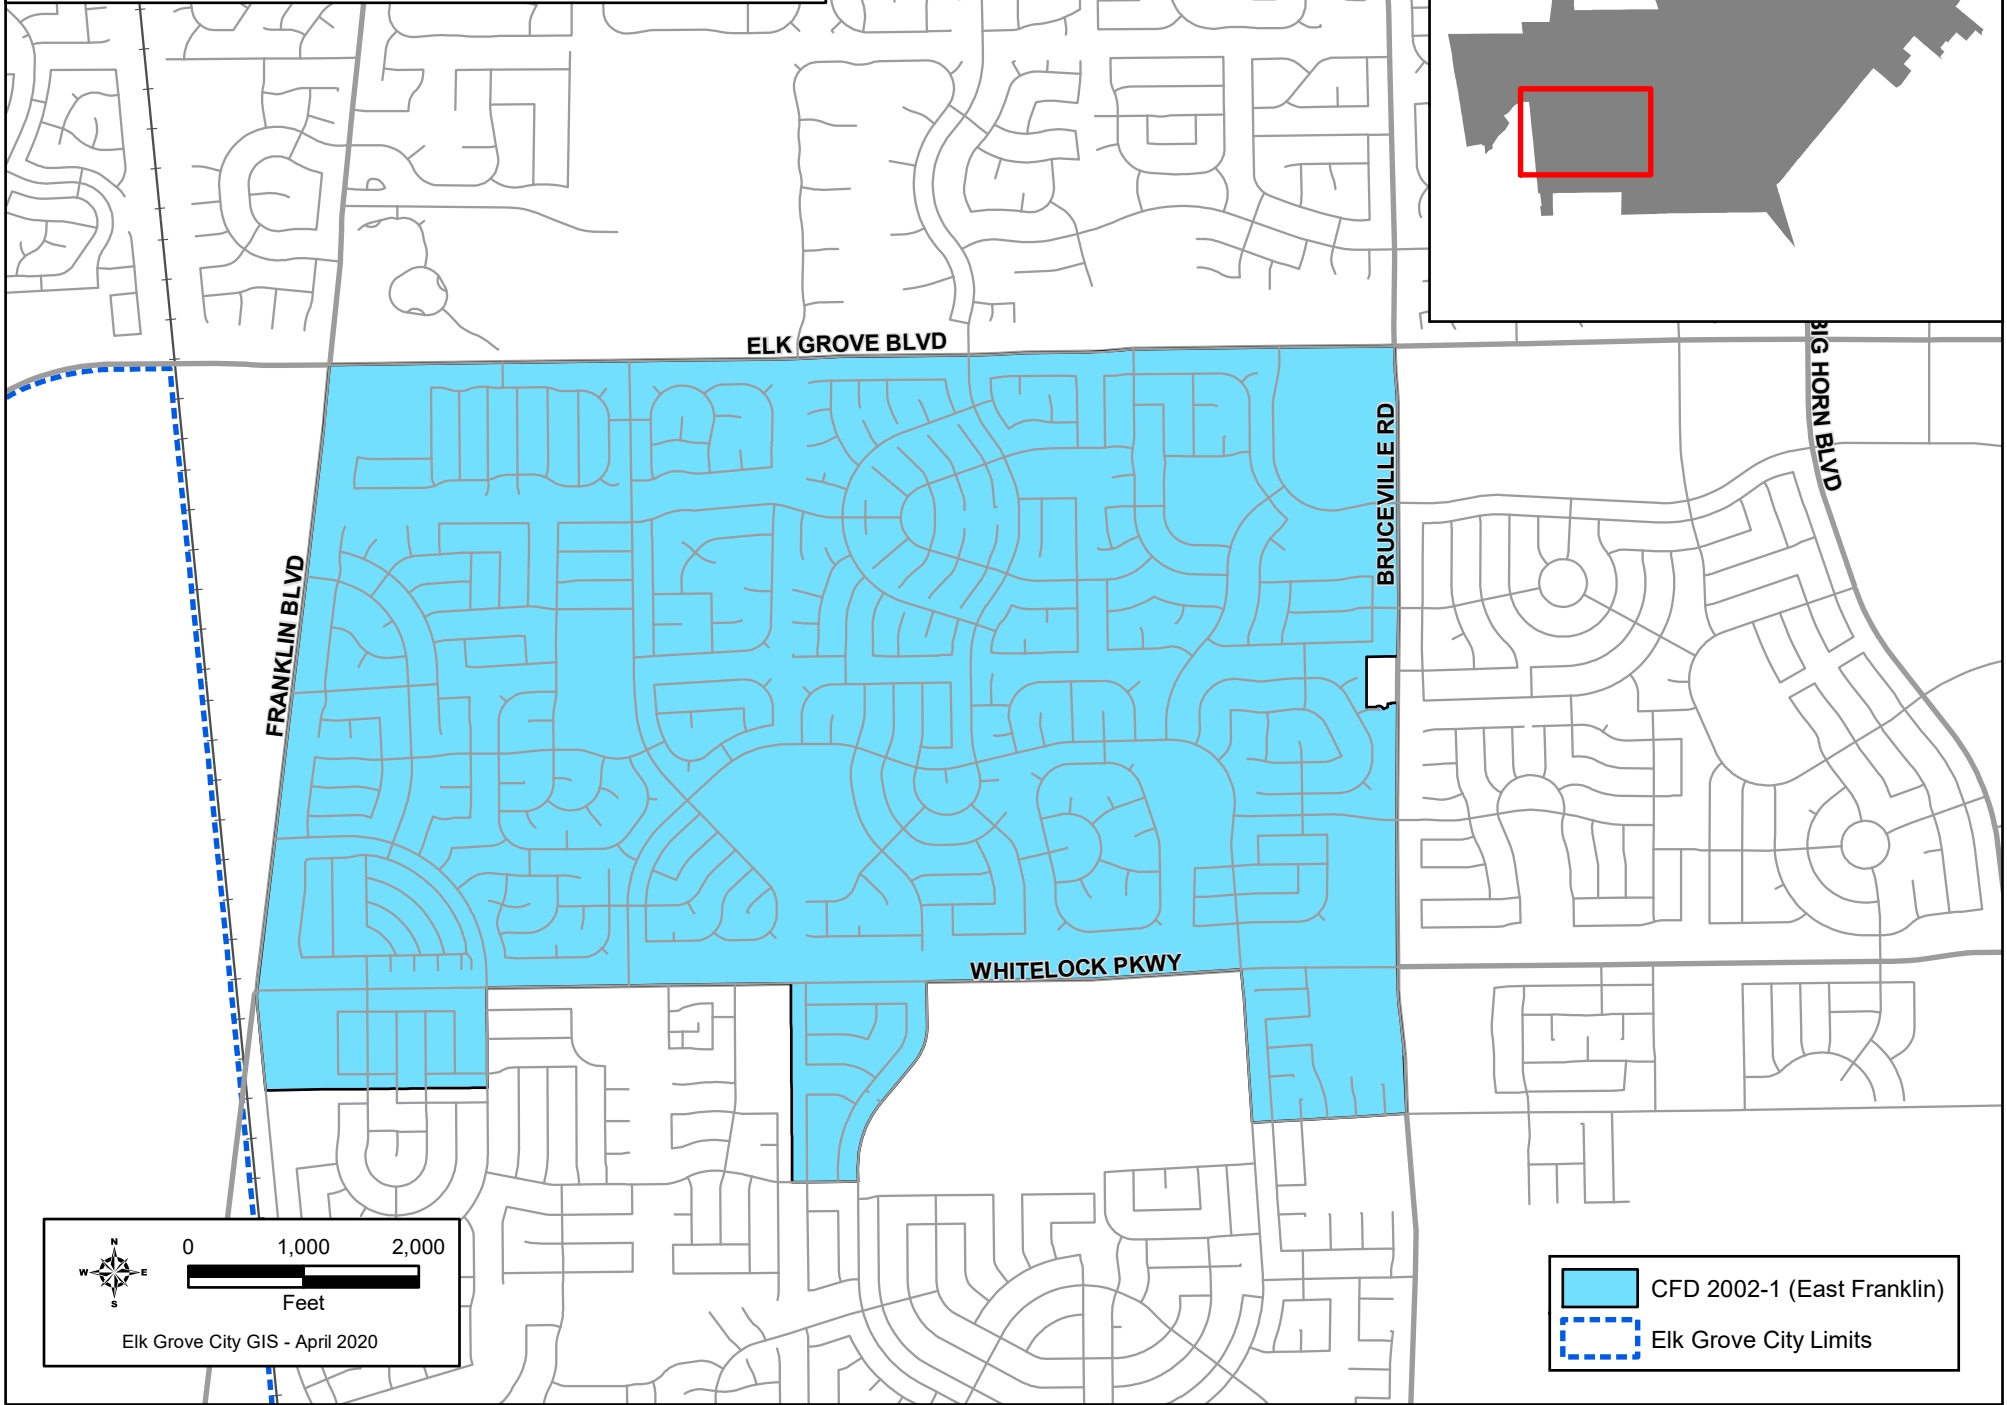 ELK GROVE BLVD
BIG HORN BLVD
BRUCEVILLE RD
FRANKLIN BLVD
WHITELOCK PKWY
N
W E
S
0 1,000 2,000
Feet
Elk Grove City GIS - April 2020
CFD 2002-1 (East Franklin)
Elk Grove City Limits